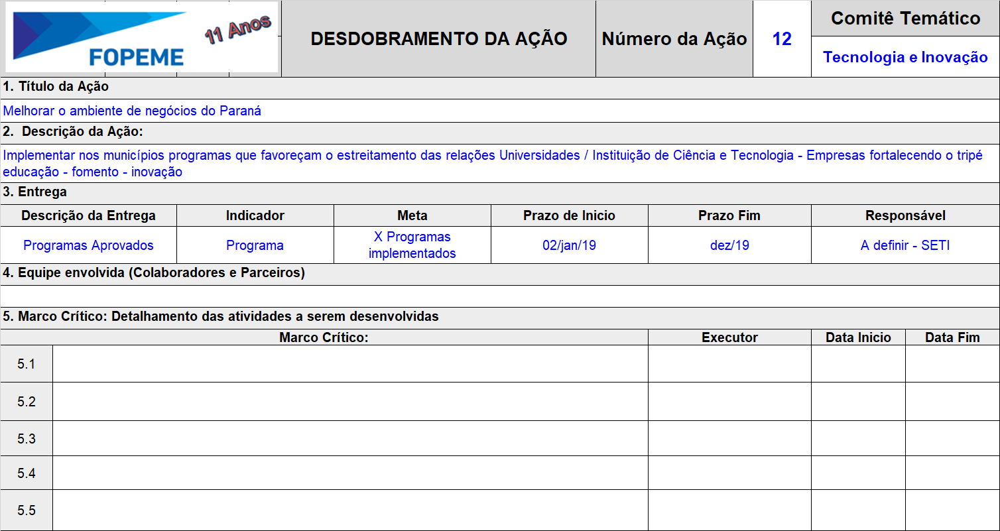 FOPEME
11 Anos
DESDOBRAMENTO DA AÇÃO
Número da Ação
12
Comitê Temático
Tecnologia e Inovação
1. Título da Ação
Melhorar o ambiente de negócios do Paraná
2. Descrição da Ação:
Implementar nos municípios programas que favoreçam o estreitamento das relações Universidades / Instituição de Ciência e Tecnologia - Empresas fortalecendo o tripé
educação - fomento - inovação
3. Entrega
Descrição da Entrega Indicador Meta Prazo de Inicio Prazo Fim Responsável
Programas Aprovados Programa X Programas 02/jan/19 dez/19 A definir - SETI
implementados
4. Equipe envolvida (Colaboradores e Parceiros)
5. Marco Crítico: Detalhamento das atividades a serem desenvolvidas
Marco Crítico: Executor Data Inicio Data Fim
5.1
5.2
5.3
5.4
5.5